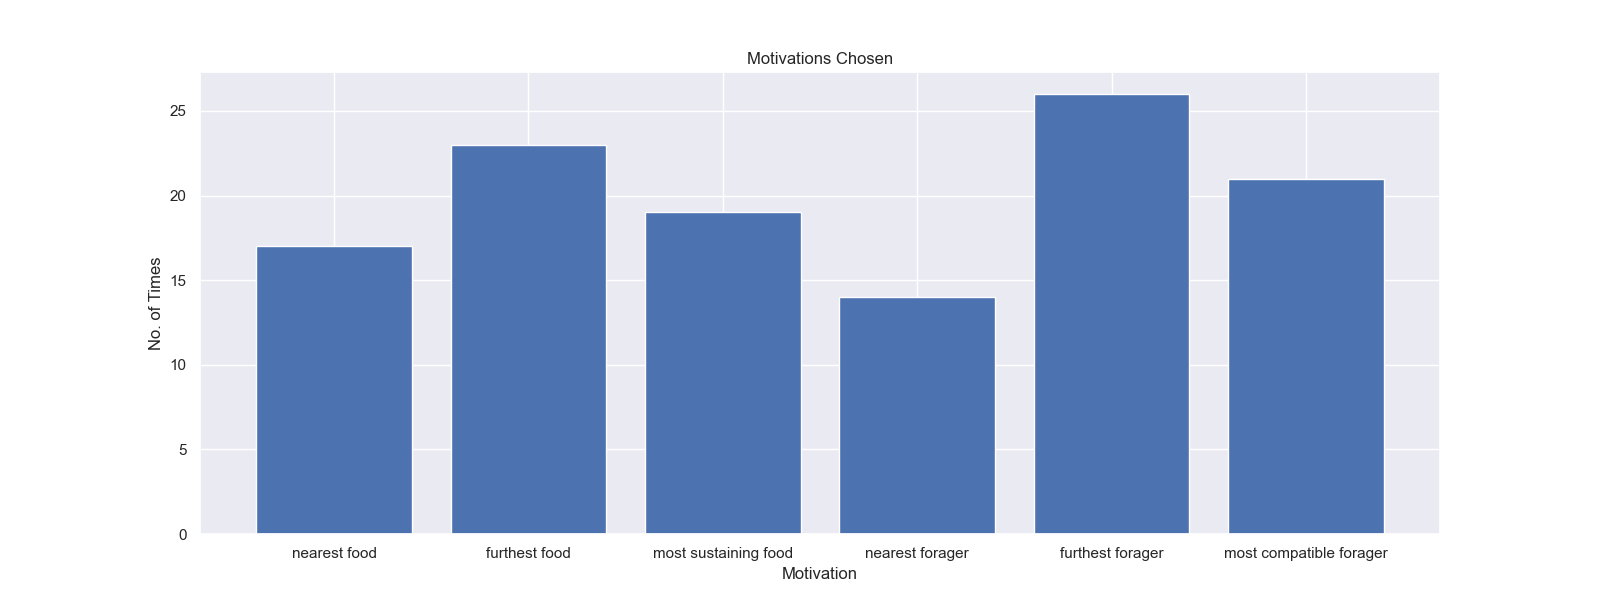 Motivations Chosen
No. of Times
25
20
15
10
5
0
nearest food furthest food most sustaining food nearest forager furthest forager most compatible forager
Motivation